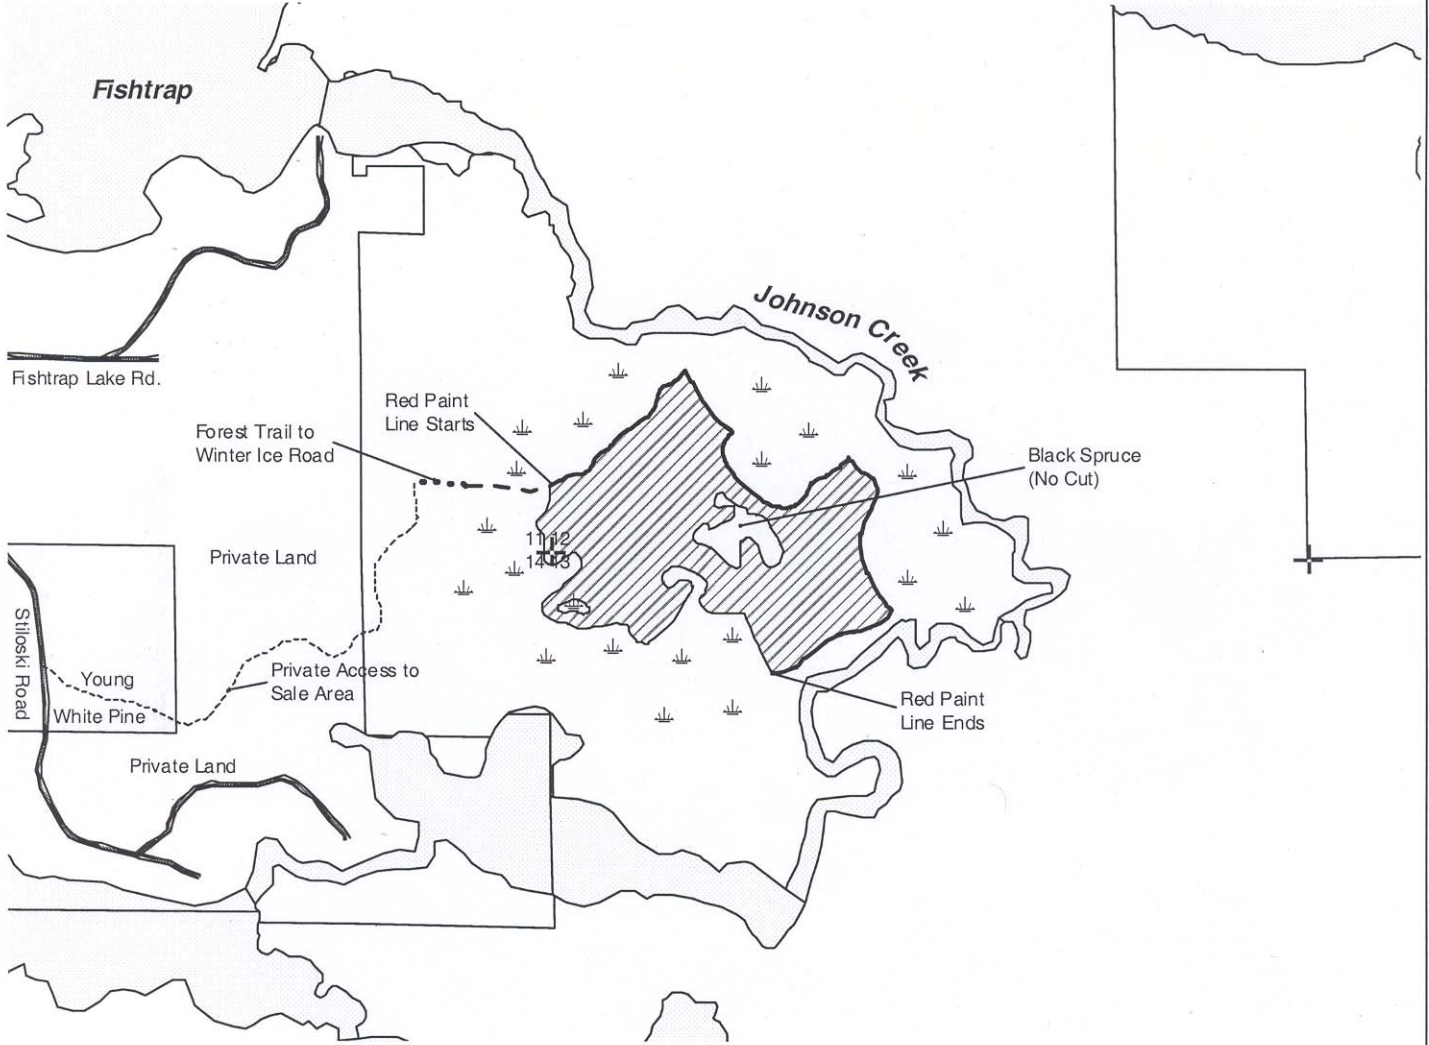 Fishtrap
Johnson Creek
Fishtrap Lake Rd.
Red Paint
Line Starts
Forest Trail to
Winter Ice Road
Black Spruce
(No Cut)
11 12
14 13
Private Land
Stiloski Road
Young
White Pine
Private Access to
Sale Area
Red Paint
Line Ends
Private Land